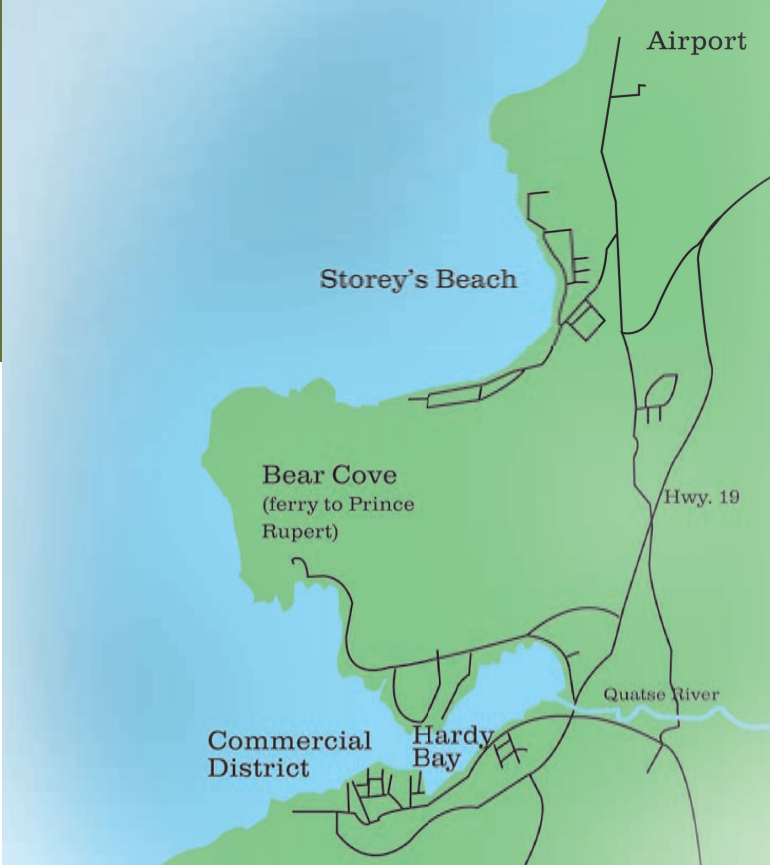 Airport
Storey's Beach
Bear Cove
(ferry to Prince
Rupert)
Hwy. 19
Quatse River
Commercial
District
Hardy
Bay